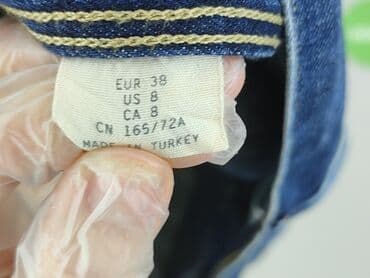 EUR 38
US 8
CA 8
CN 165/72A
MADE IN TURKEY